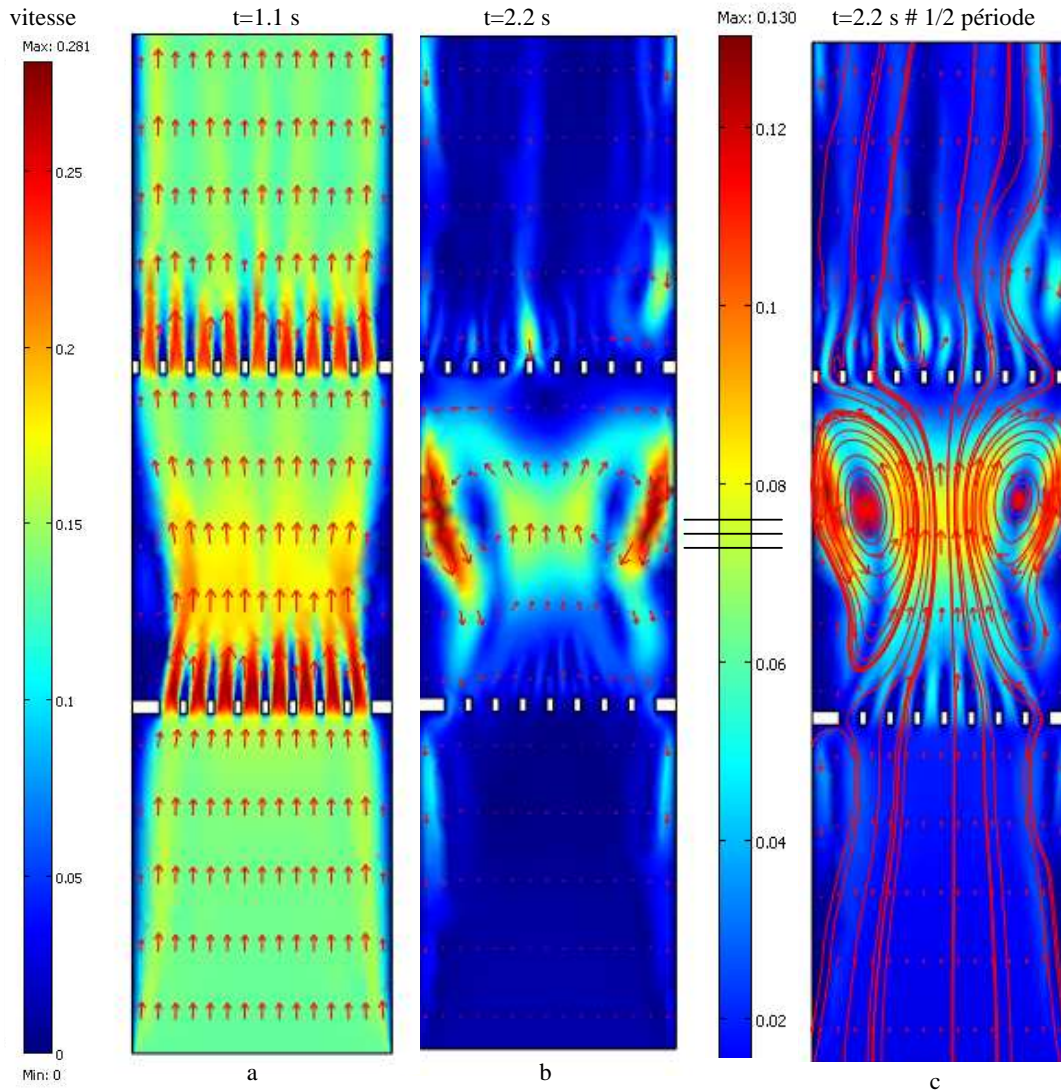 vitesse
t=1.1 s
t=2.2 s
t=2.2 s # 1/2 période
Max: 0.281
0.25
0.2
0.15
0.1
0.05
0
Min: 0
Max: 0.130
0.12
0.1
0.08
0.06
0.04
0.02
a
b
c